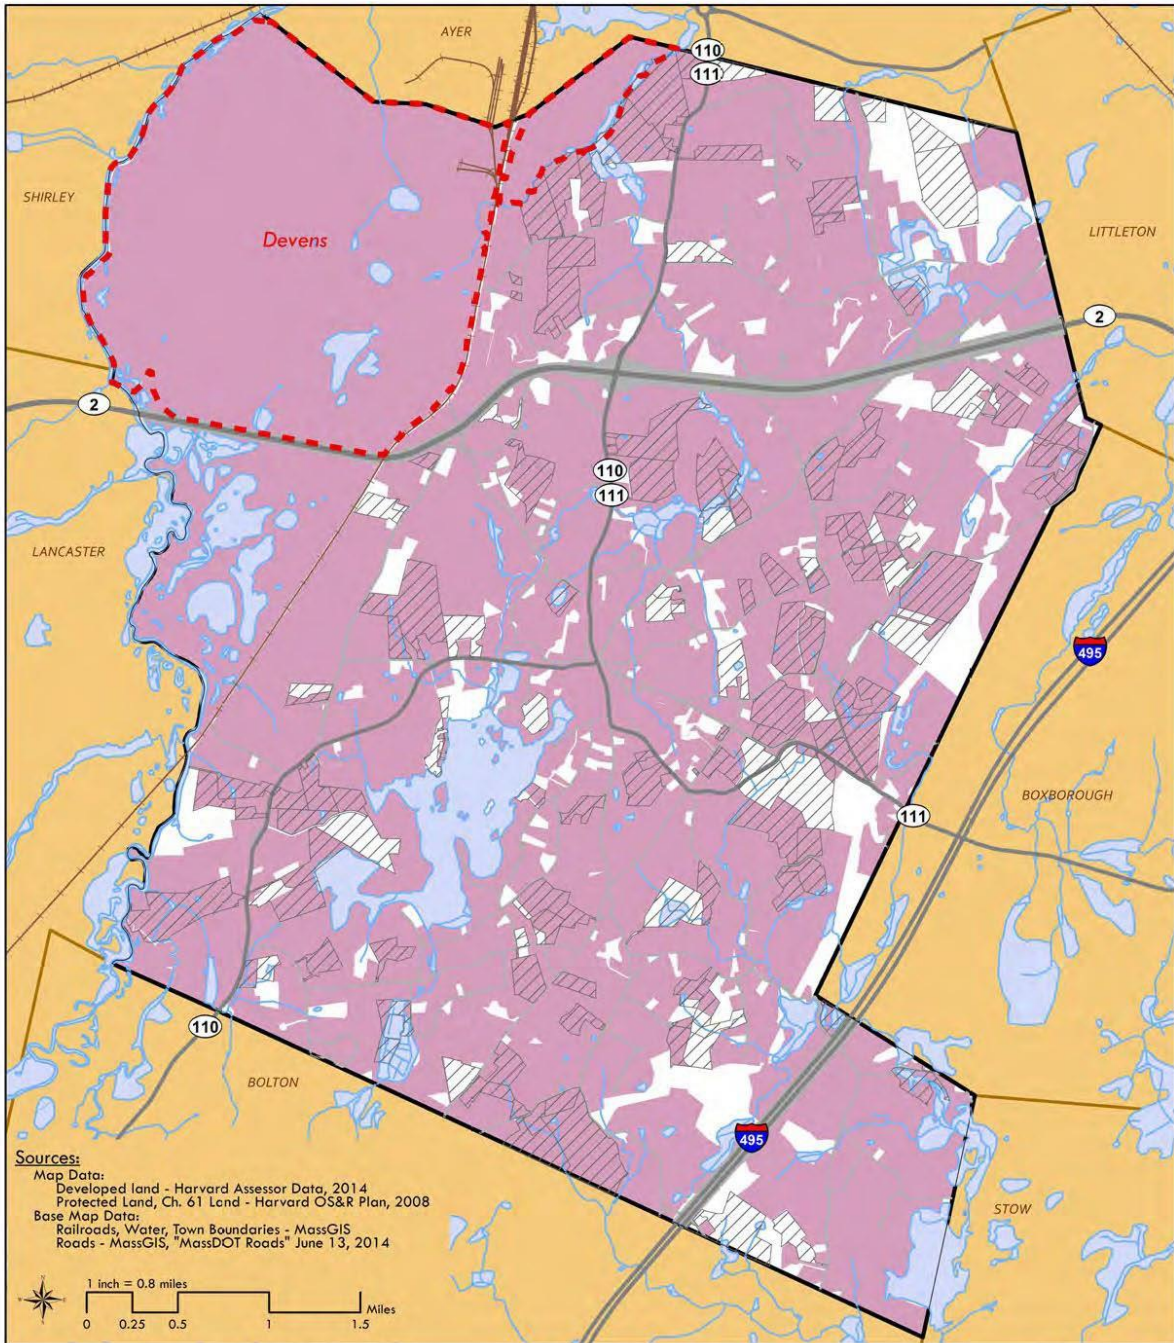 AYER
110
111
SHIRLEY
Devens
LITTLETON
2
2
110
111
LANCASTER
495
BOXBOROUGH
111
110
BOLTON
495
STOW
Sources:
Map Data:
Developed land - Harvard Assessor Data, 2014
Protected Land, Ch. 61 Land - Harvard OS&R Plan, 2008
Base Map Data:
Railroads, Water, Town Boundaries - MassGIS
Roads - MassGIS, "MassDOT Roads" June 13, 2014
1 inch = 0.8 miles
Miles
0 0.25 0.5 1 1.5